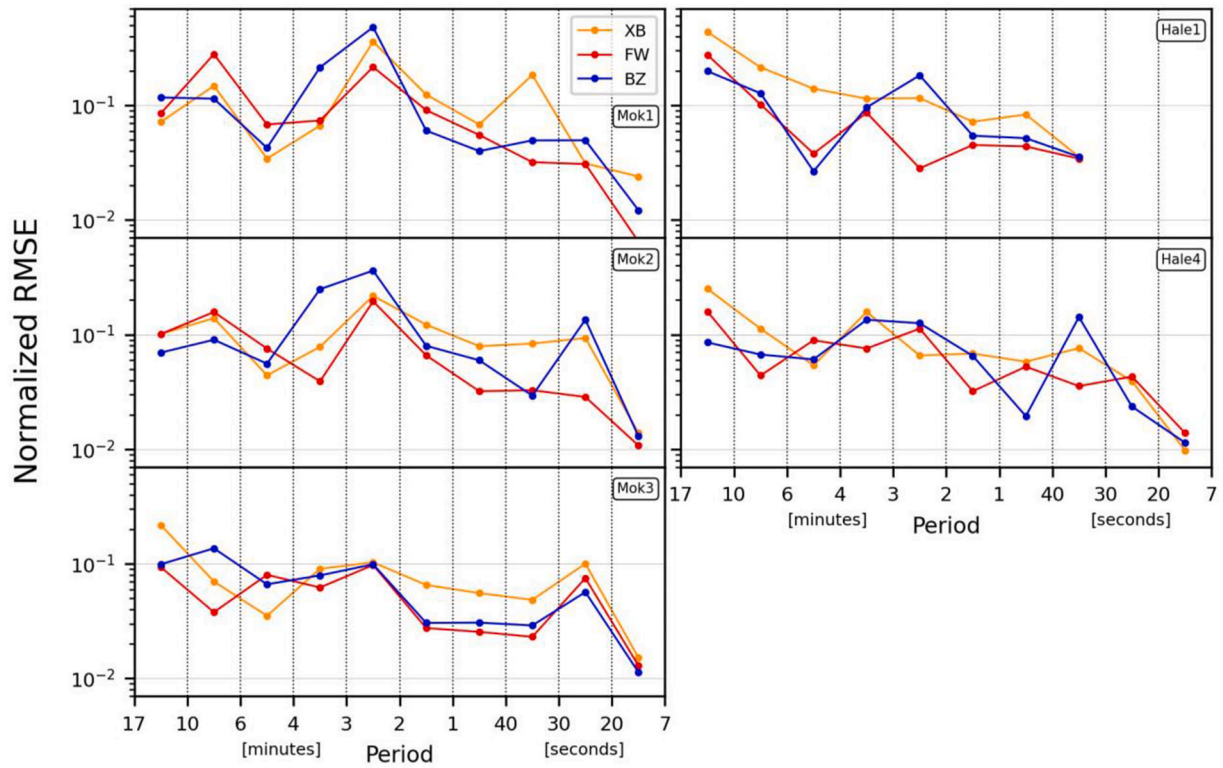 XB
FW
BZ
Mok1
Hale1
10⁻¹
10⁻²
Mok2
Hale4
10⁻¹
10⁻²
17 10 6 4 3 2 1 40 30 20 7
[minutes] Period [seconds]
Mok3
10⁻¹
10⁻²
17 10 6 4 3 2 1 40 30 20 7
[minutes] Period [seconds]
Normalized RMSE